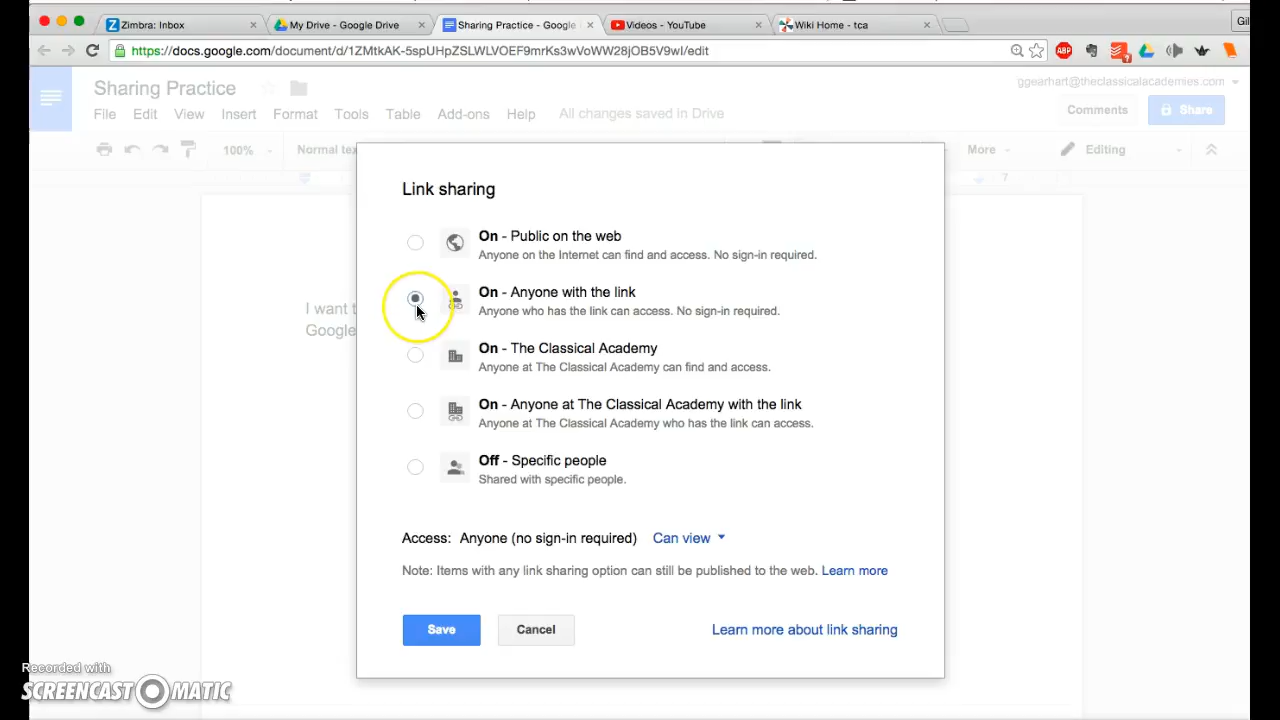 Zimbra: Inbox
My Drive - Google Drive
Sharing Practice - Google
Videos - YouTube
Wiki Home - tca
Gil
https://docs.google.com/document/d/1ZMtkAK-5spUHpZSLWLVOEF9mrKs3wVoWW28jOB5V9wI/edit
ABP
?
Sharing Practice
ggearhart@theclassicalacademies.com
File Edit View Insert Format Tools Table Add-ons Help All changes saved in Drive
Comments
Share
100%
Normal tex
More
Editing
7
I want t
Google
Link sharing
On - Public on the web
Anyone on the Internet can find and access. No sign-in required.
On - Anyone with the link
Anyone who has the link can access. No sign-in required.
On - The Classical Academy
Anyone at The Classical Academy can find and access.
On - Anyone at The Classical Academy with the link
Anyone at The Classical Academy who has the link can access.
Off - Specific people
Shared with specific people.
Access: Anyone (no sign-in required) Can view
Note: Items with any link sharing option can still be published to the web. Learn more
Save
Cancel
Learn more about link sharing
Recorded with
SCREENCAST-O-MATIC